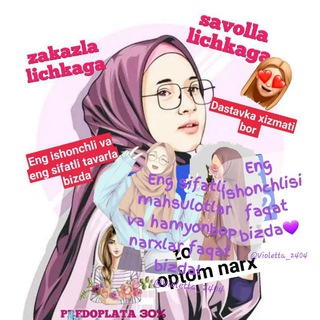 zakazla
lichkaga
savolla
lichkaga
Dastavka xizmati
bor
Eng ishonchli va
eng sifatli tavarla
bizda
Eng sifatli
mahsulotlar
va hamyonbop
narxlar faqat
bizda
Eng
ishonchlisi
faqat
bizda💜
@Violetta_2404
optom narx
PREDOPLATA 30%